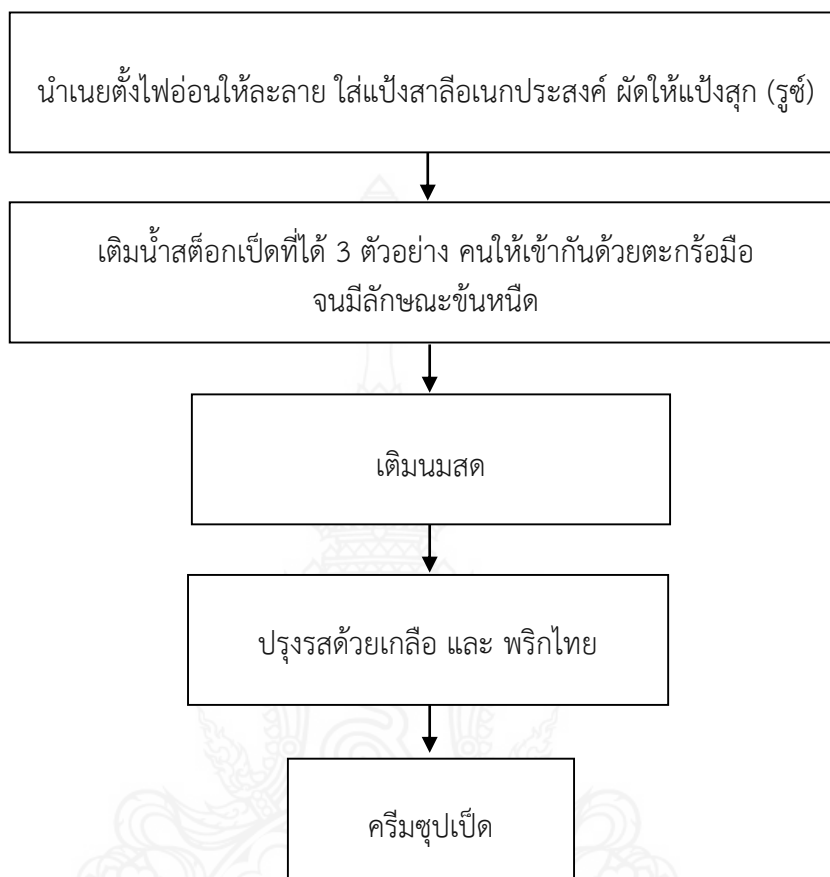 นำเนยตั้งไฟอ่อนให้ละลาย ใส่แป้งสาลีอเนกประสงค์ ผัดให้แป้งสุก (รูซ์)
เติมน้ำสต็อกเป็ดที่ได้ 3 ตัวอย่าง คนให้เข้ากันด้วยตะกร้อมือ
จนมีลักษณะข้นหนืด
เติมนมสด
ปรุงรสด้วยเกลือ และ พริกไทย
ครีมซุปเป็ด